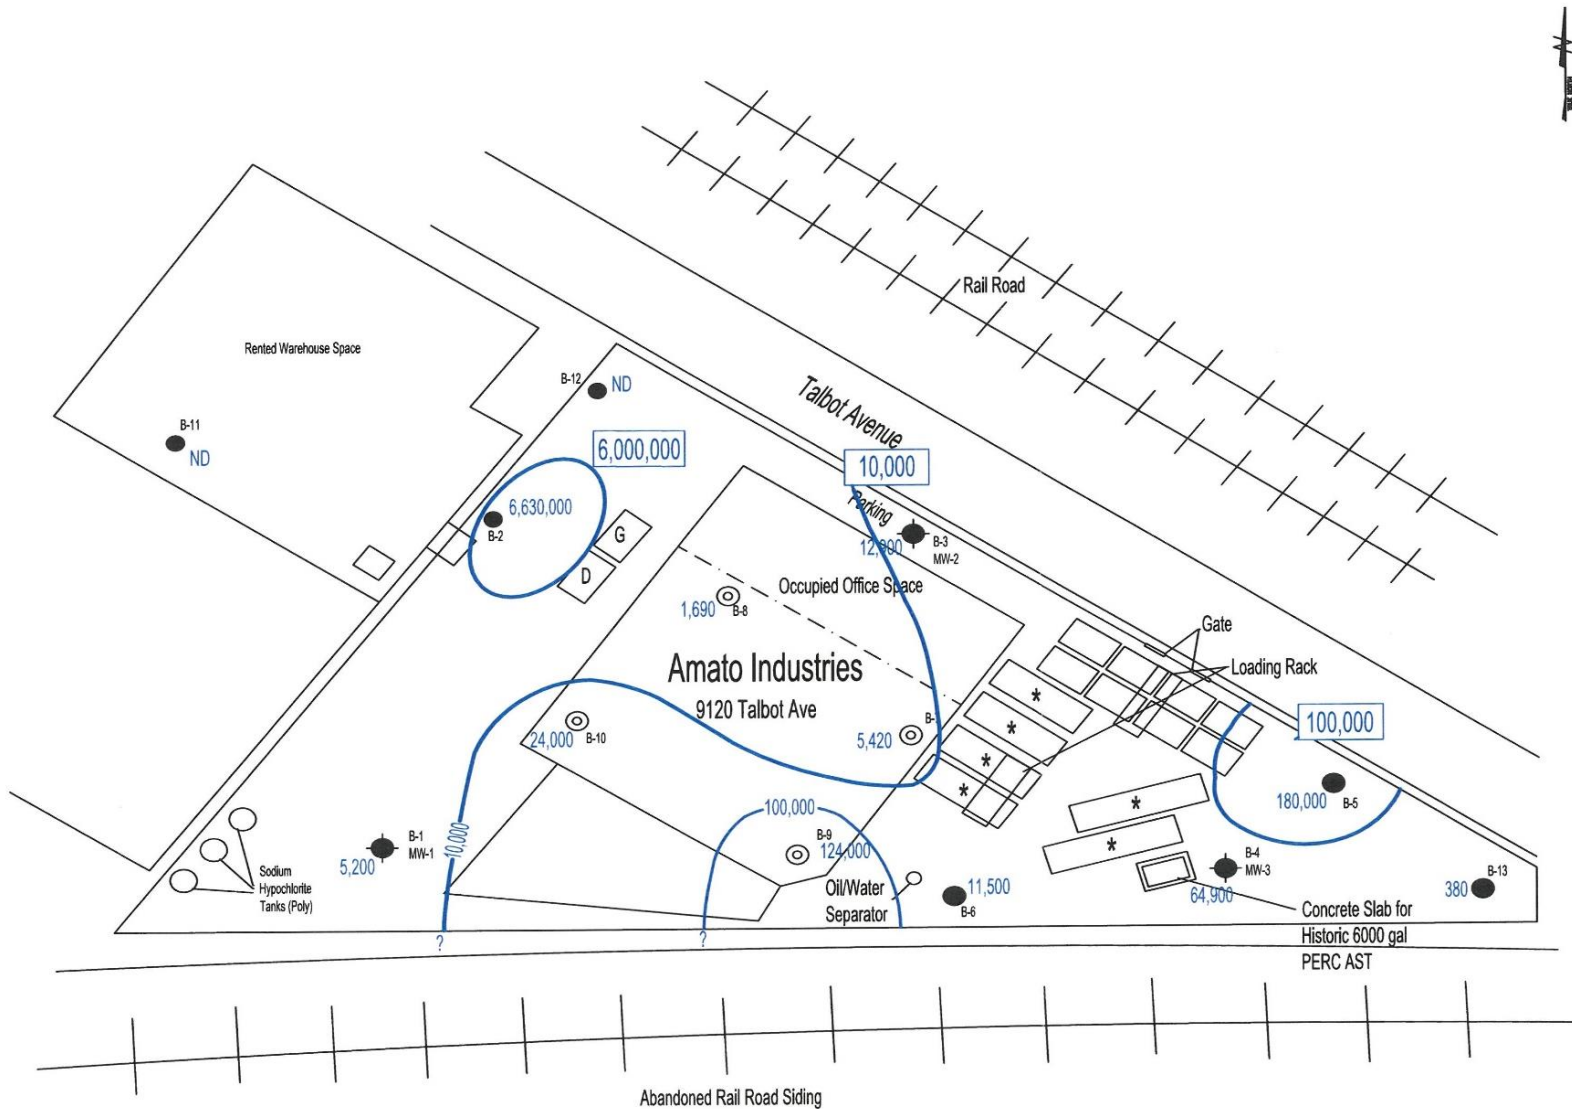 Rail Road
Rented Warehouse Space
B-12
ND
Talbot Avenue
B-11
ND
6,000,000
10,000
6,630,000
B-2
G
D
Parking
12,900
B-3
MW-2
Occupied Office Space
1,690
B-8
Gate
Loading Rack
Amato Industries
9120 Talbot Ave
*
*
*
*
24,000
B-10
5,420
B-
100,000
180,000
B-5
*
*
100,000
10,000
B-1
MW-1
5,200
B-9
124,000
Sodium
Hypochlorite
Tanks (Poly)
Oil/Water
Separator
11,500
B-6
B-4
MW-3
64,900
B-13
380
Concrete Slab for
Historic 6000 gal
PERC AST
?
?
Abandoned Rail Road Siding